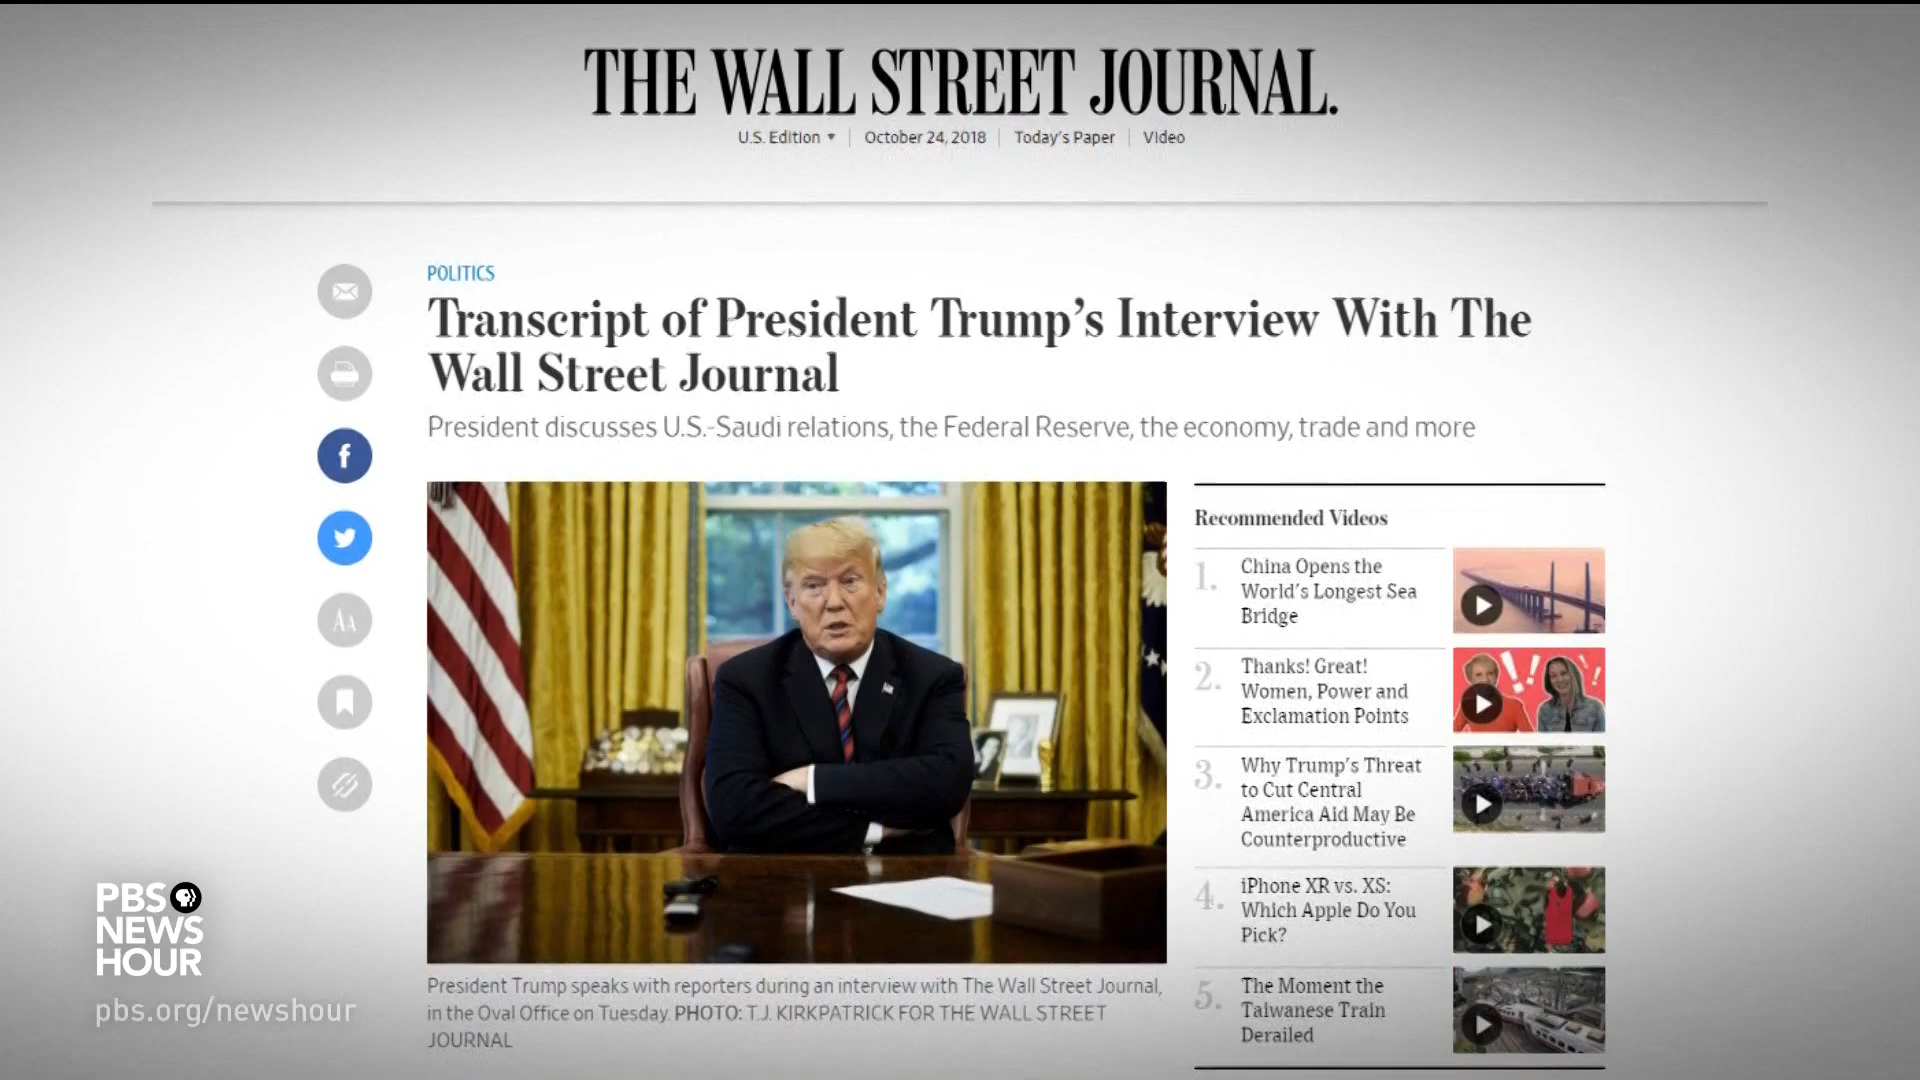 THE WALL STREET JOURNAL.
U.S. Edition ▾ | October 24, 2018 | Today's Paper | Video
POLITICS
Transcript of President Trump's Interview With The
Wall Street Journal
President discusses U.S.-Saudi relations, the Federal Reserve, the economy, trade and more
f
AA
Recommended Videos
1. China Opens the
World's Longest Sea
Bridge
2. Thanks! Great!
Women, Power and
Exclamation Points
!!!!
3. Why Trump's Threat
to Cut Central
America Aid May Be
Counterproductive
4. iPhone XR vs. XS:
Which Apple Do You
Pick?
5. The Moment the
Taiwanese Train
Derailed
President Trump speaks with reporters during an interview with The Wall Street Journal,
in the Oval Office on Tuesday. PHOTO: T.J. KIRKPATRICK FOR THE WALL STREET
JOURNAL
PBS
NEWS
HOUR
pbs.org/newshour